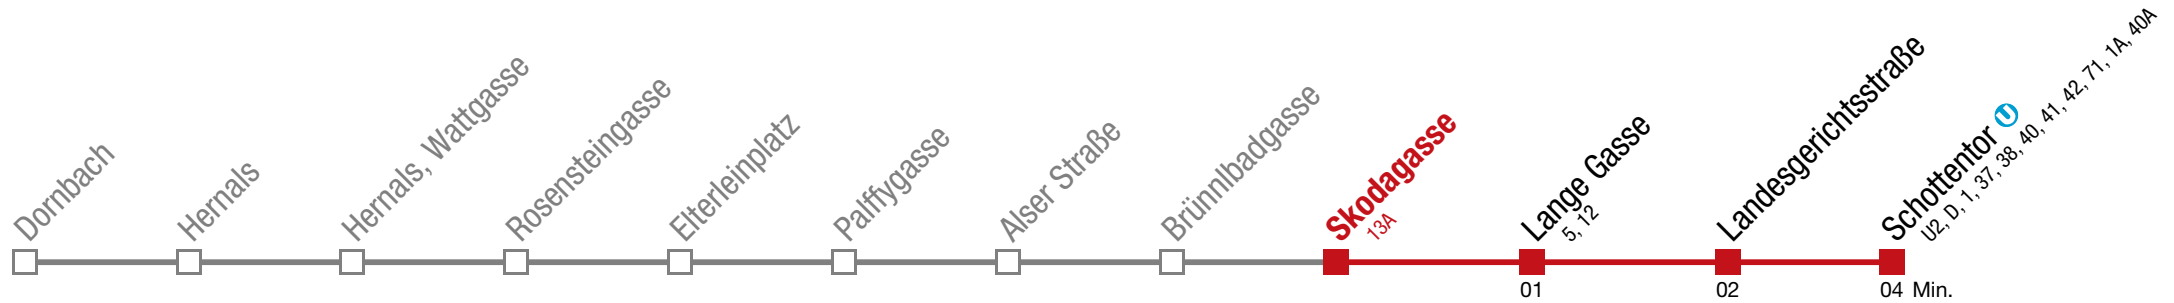 Dornbach
Hernals
Hernals, Wattgasse
Rosensteingasse
Elterleinplatz
Palffygasse
Alser Straße
Brünnlbadgasse
Skodagasse
13A
Lange Gasse
5, 12
Landesgerichtsstraße
Schottentor U
U2, D, 1, 37, 38, 40, 41, 42, 71, 1A, 40A
01
02
04 Min.